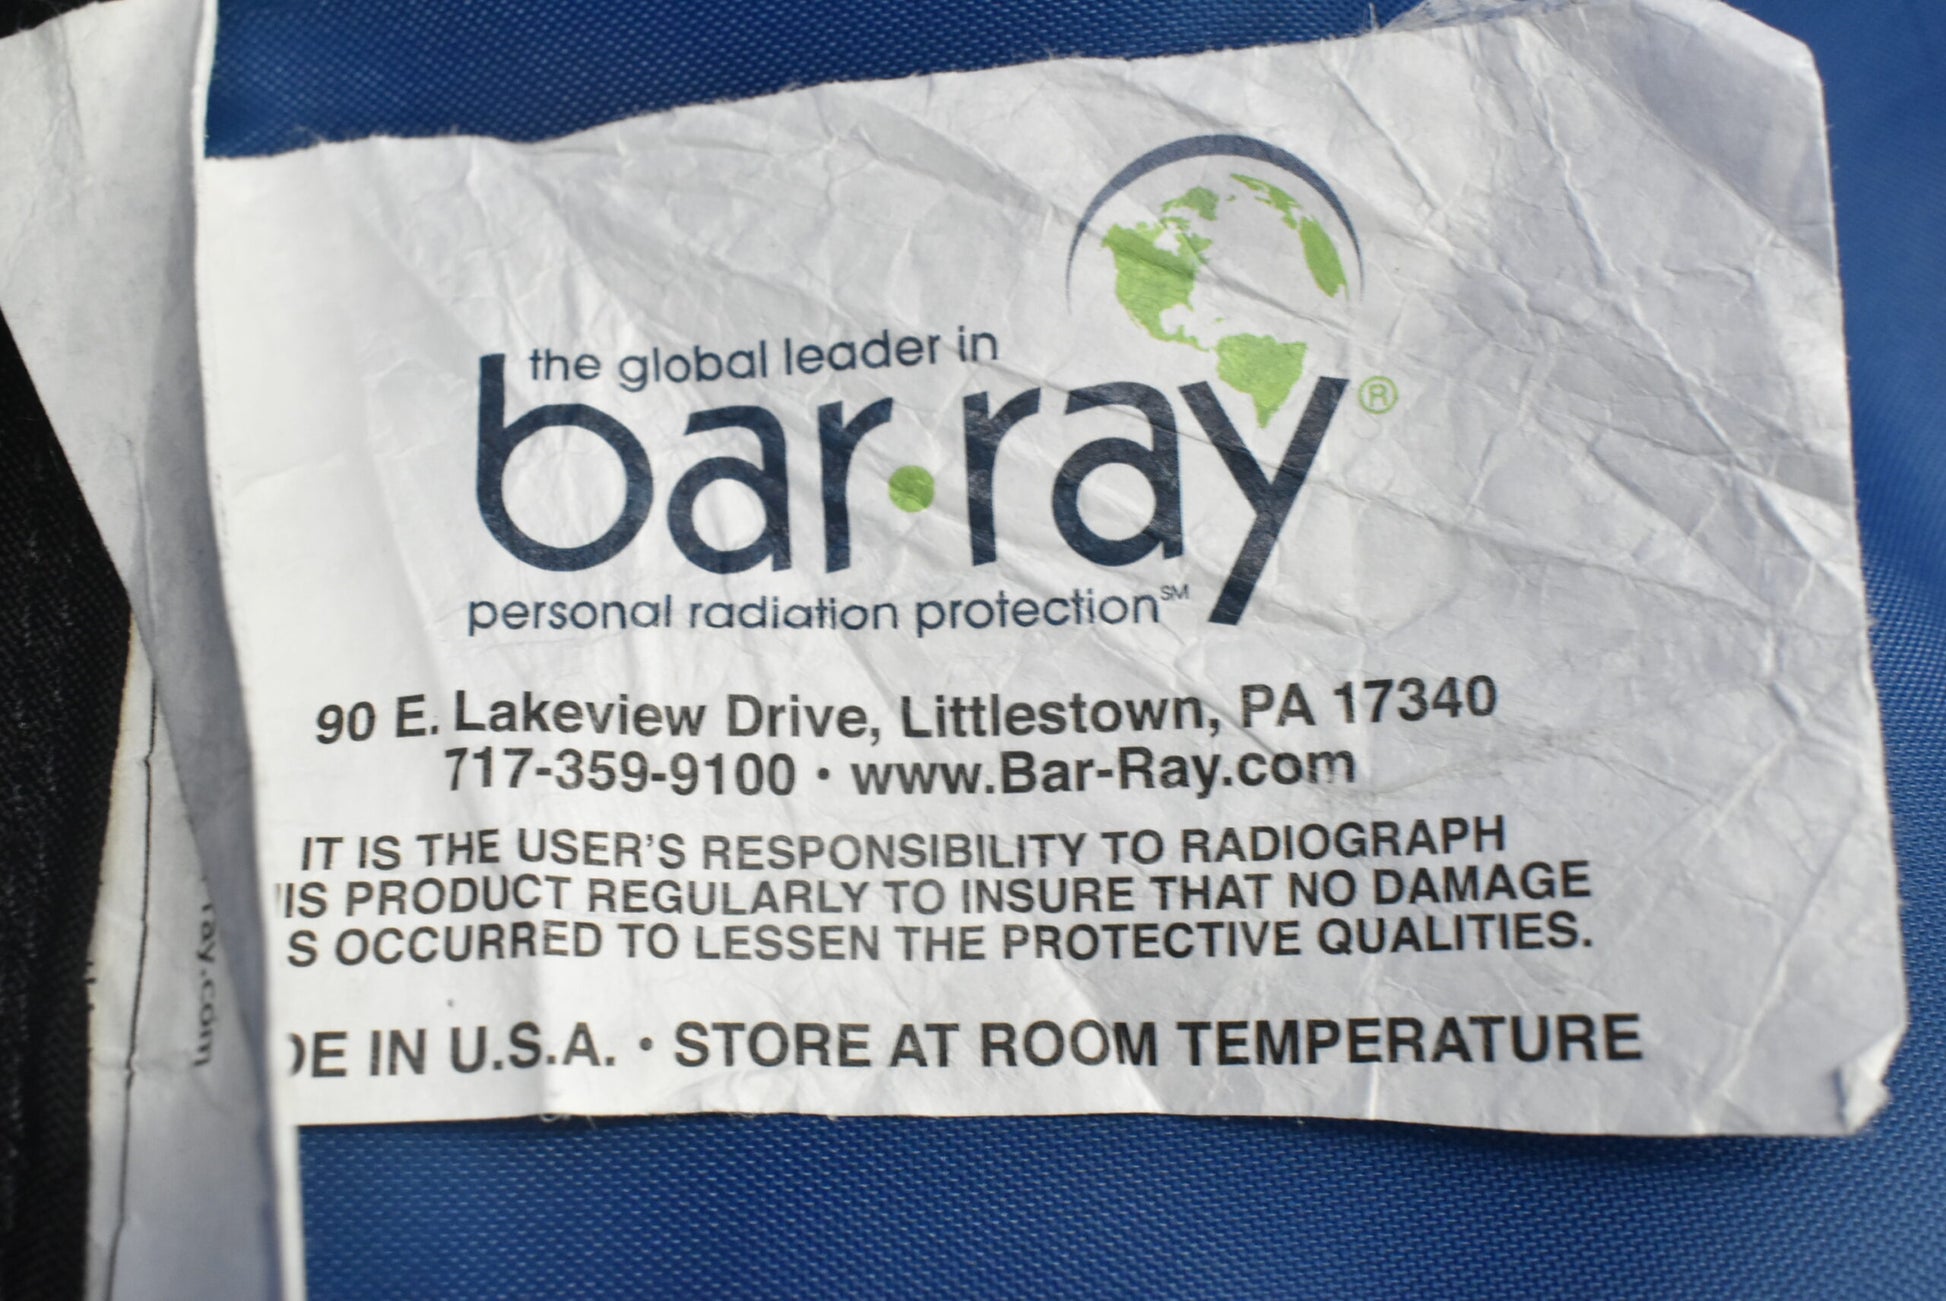 the global leader in
bar·ray®
personal radiation protection℠
90 E. Lakeview Drive, Littlestown, PA 17340
717-359-9100 • www.Bar-Ray.com
IT IS THE USER'S RESPONSIBILITY TO RADIOGRAPH
IS PRODUCT REGULARLY TO INSURE THAT NO DAMAGE
S OCCURRED TO LESSEN THE PROTECTIVE QUALITIES.
DE IN U.S.A. • STORE AT ROOM TEMPERATURE
ray.com